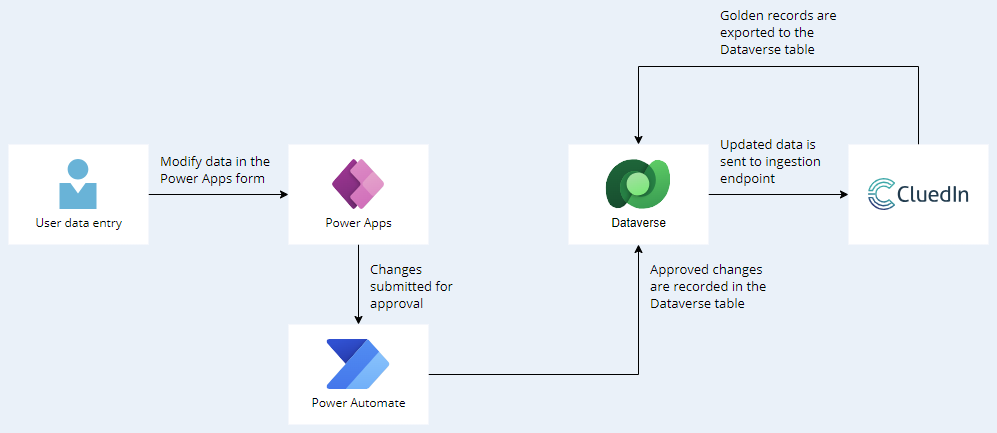 Golden records are
exported to the
Dataverse table
Modify data in the
Power Apps form
Updated data is
sent to ingestion
endpoint
User data entry
Power Apps
Dataverse
CluedIn
Changes
submitted for
approval
Approved changes
are recorded in the
Dataverse table
Power Automate